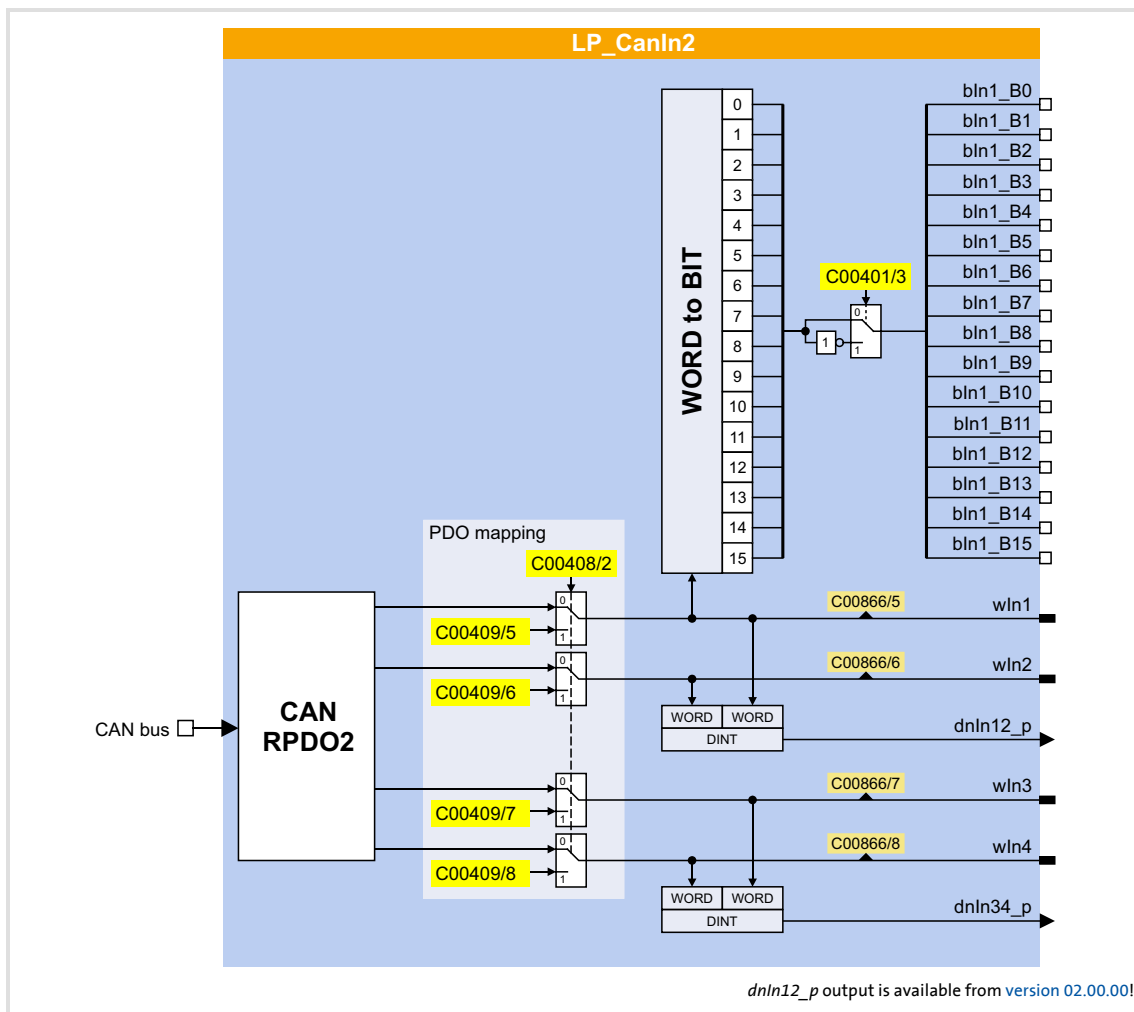 LP_CanIn2
WORD to BIT
0
1
2
3
4
5
6
7
8
9
10
11
12
13
14
15
C00401/3
0
1
1
bIn1_B0
bIn1_B1
bIn1_B2
bIn1_B3
bIn1_B4
bIn1_B5
bIn1_B6
bIn1_B7
bIn1_B8
bIn1_B9
bIn1_B10
bIn1_B11
bIn1_B12
bIn1_B13
bIn1_B14
bIn1_B15
PDO mapping
C00408/2
0
C00409/5
1
C00866/5
wIn1
0
C00409/6
1
C00866/6
wIn2
CAN bus
CAN
RPDO2
WORD WORD
DINT
dnIn12_p
0
C00409/7
1
C00866/7
wIn3
0
C00409/8
1
C00866/8
wIn4
WORD WORD
DINT
dnIn34_p
dnIn12_p output is available from version 02.00.00!